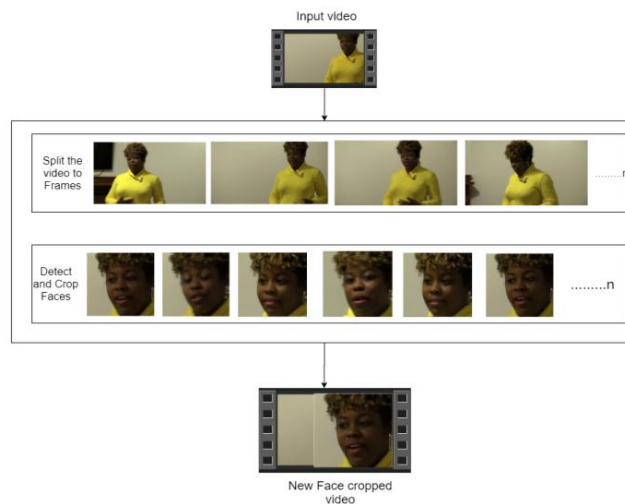 Input video
Split the
video to
Frames
.........n
Detect
and Crop
Faces
.........n
New Face cropped
video